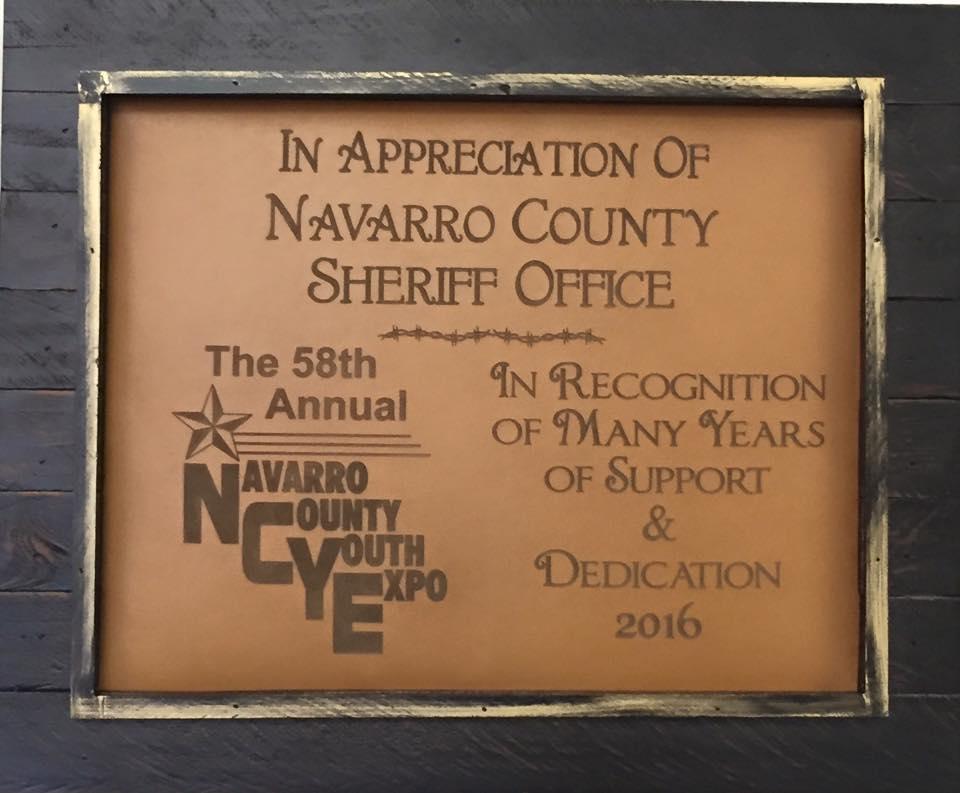 In Appreciation Of
Navarro County
Sheriff Office
The 58th
Annual
Navarro
County
Youth
Expo
In Recognition
of Many Years
of Support
&
Dedication
2016